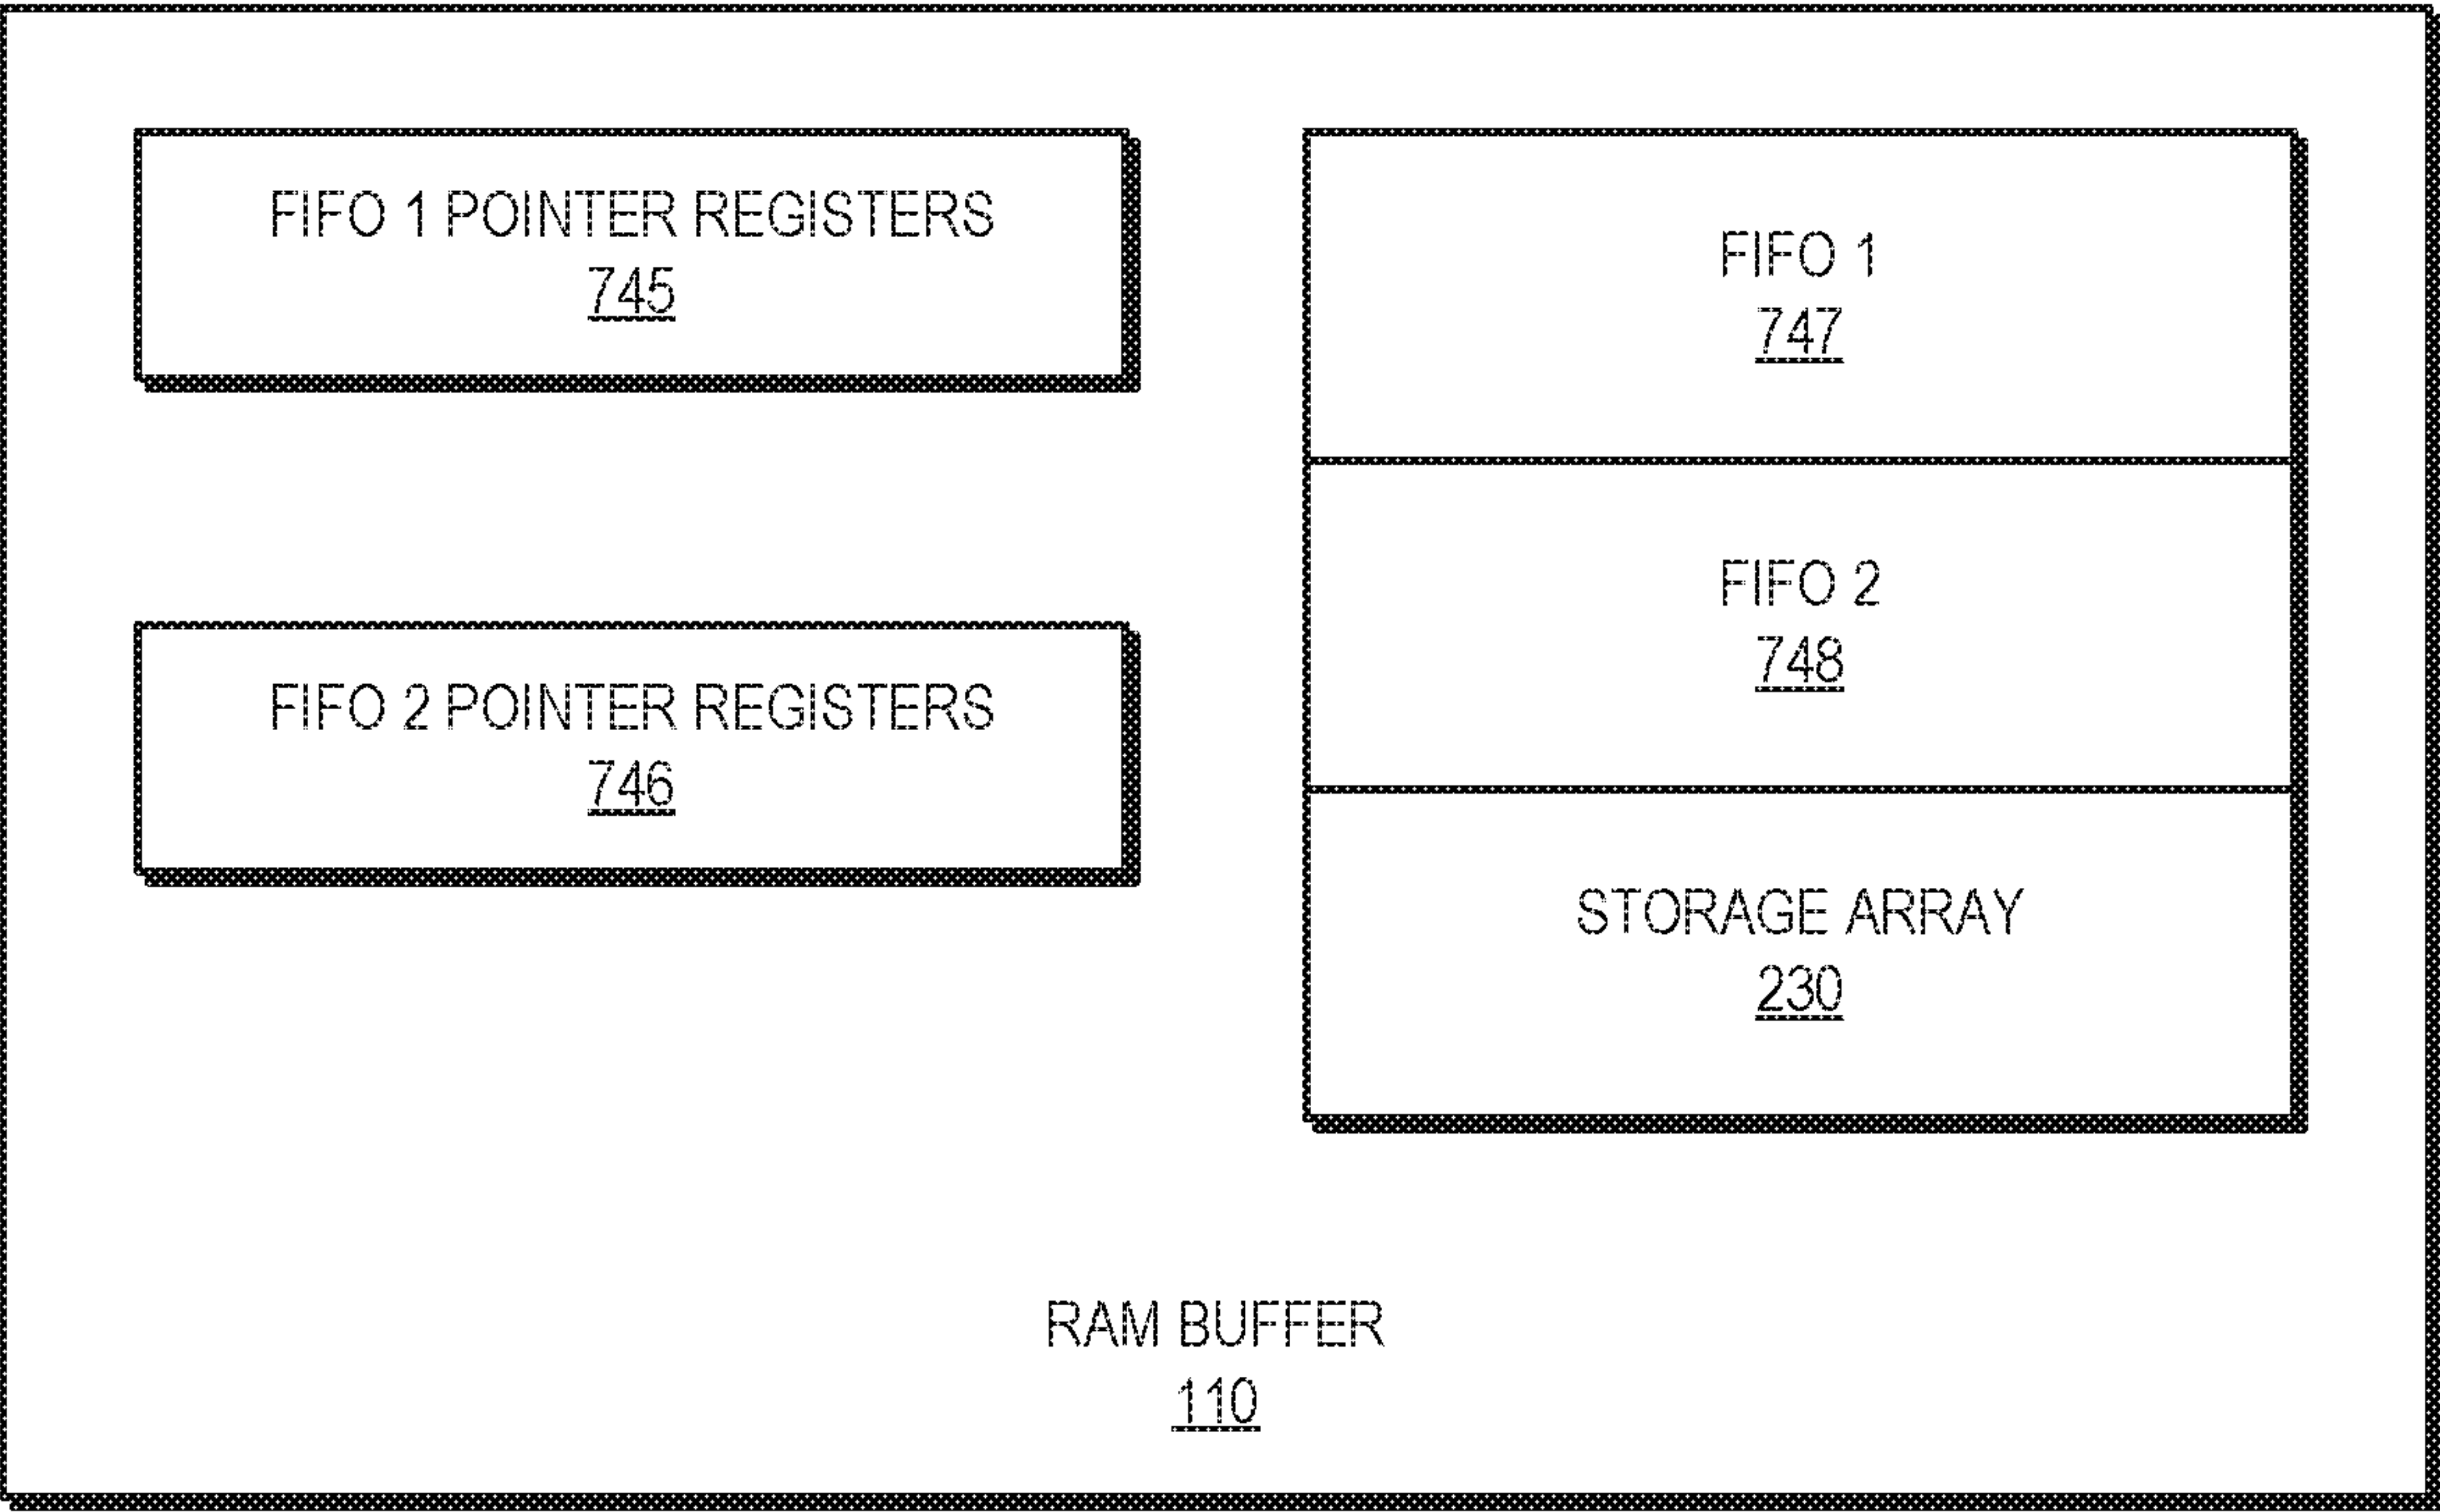 FIFO 1 POINTER REGISTERS
745
FIFO 2 POINTER REGISTERS
746
FIFO 1
747
FIFO 2
748
STORAGE ARRAY
230
RAM BUFFER
110